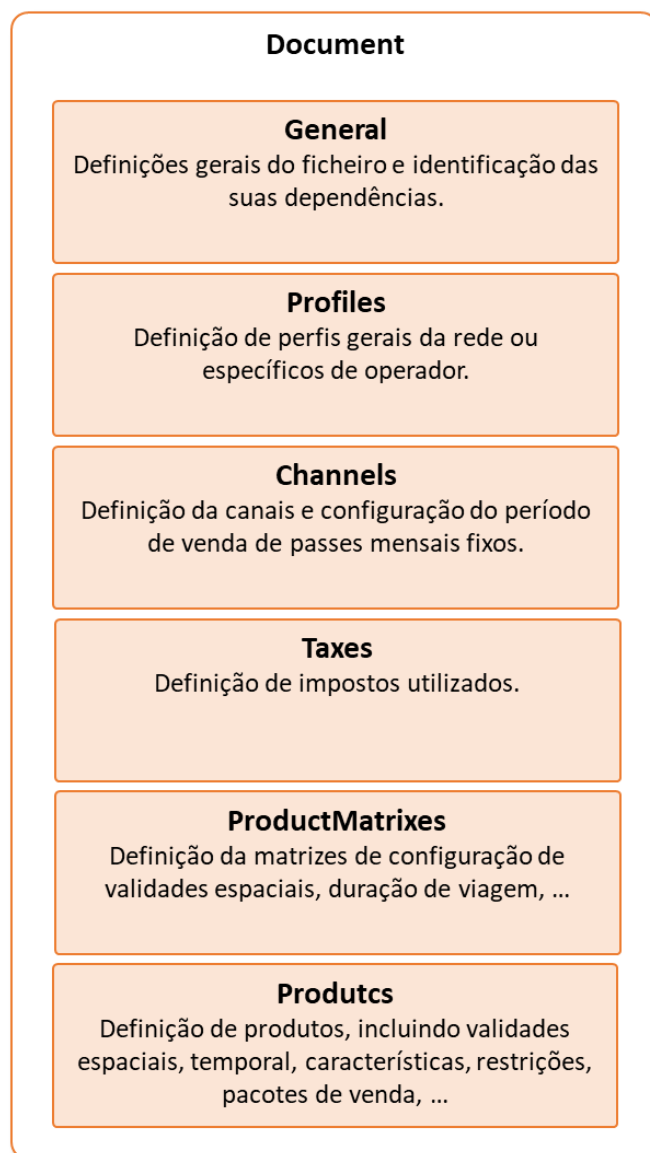 Document
General
Definições gerais do ficheiro e identificação das
suas dependências.
Profiles
Definição de perfis gerais da rede ou
específicos de operador.
Channels
Definição da canais e configuração do período
de venda de passes mensais fixos.
Taxes
Definição de impostos utilizados.
ProductMatrixes
Definição da matrizes de configuração de
validades espaciais, duração de viagem, …
Produtcs
Definição de produtos, incluindo validades
espaciais, temporal, características, restrições,
pacotes de venda, …